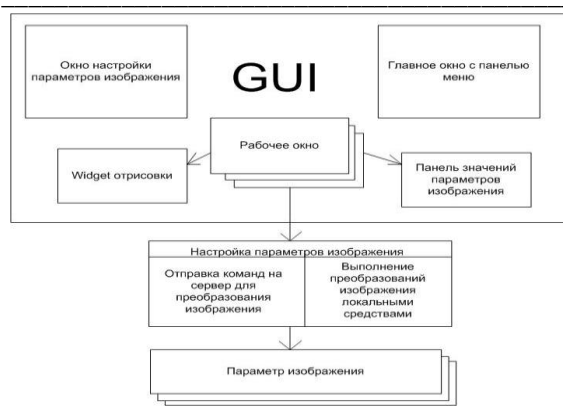 Окно настройки
параметров изображения
GUI
Главное окно с панелью
меню
Рабочее окно
Widget отрисовки
Панель значений
параметров
изображения
Настройка параметров изображения
Отправка команд на
сервер для
преобразования
изображения
Выполнение
преобразований
изображения
локальными
средствами
Параметр изображения